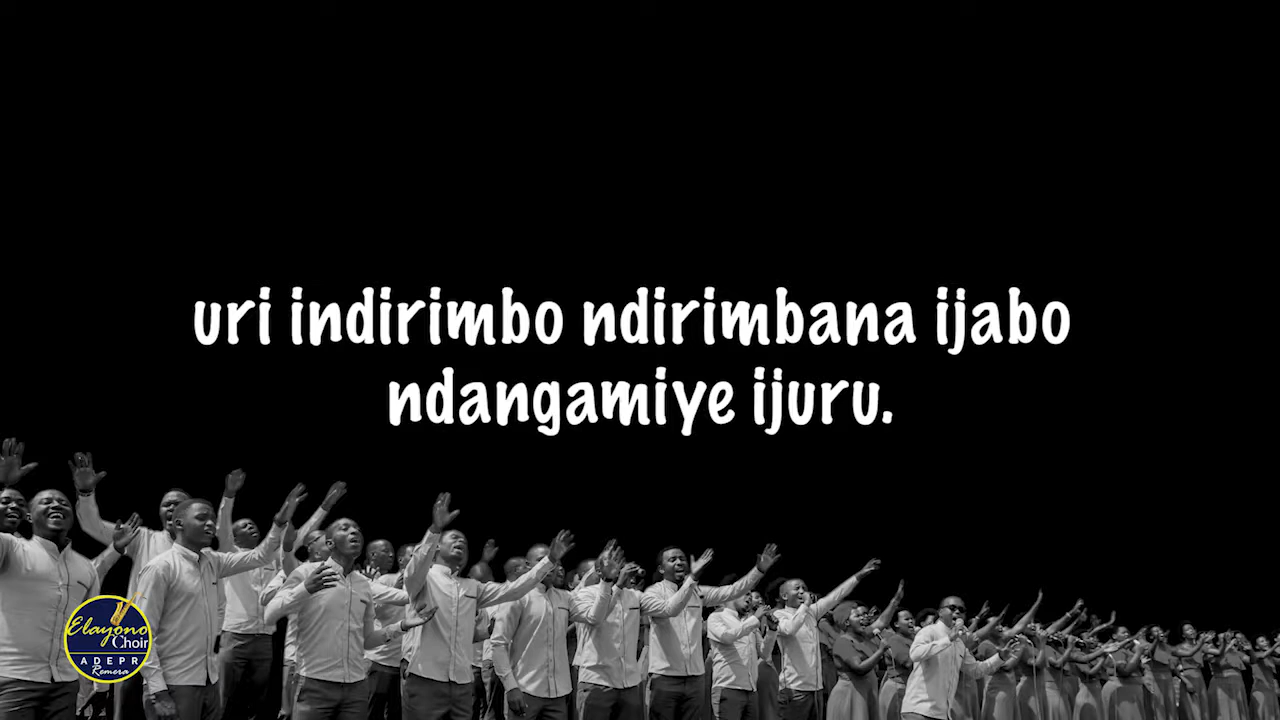 uri indirimbo ndirimbana ijabo
ndangamiye ijuru.
Elayono
Choir
ADEPR
Remera